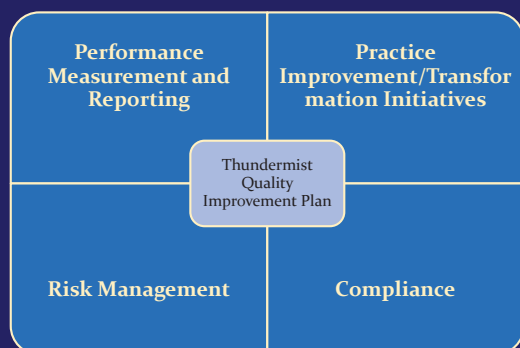 Performance
Measurement and
Reporting
Practice
Improvement/Transfor
mation Initiatives
Thundermist
Quality
Improvement Plan
Risk Management
Compliance